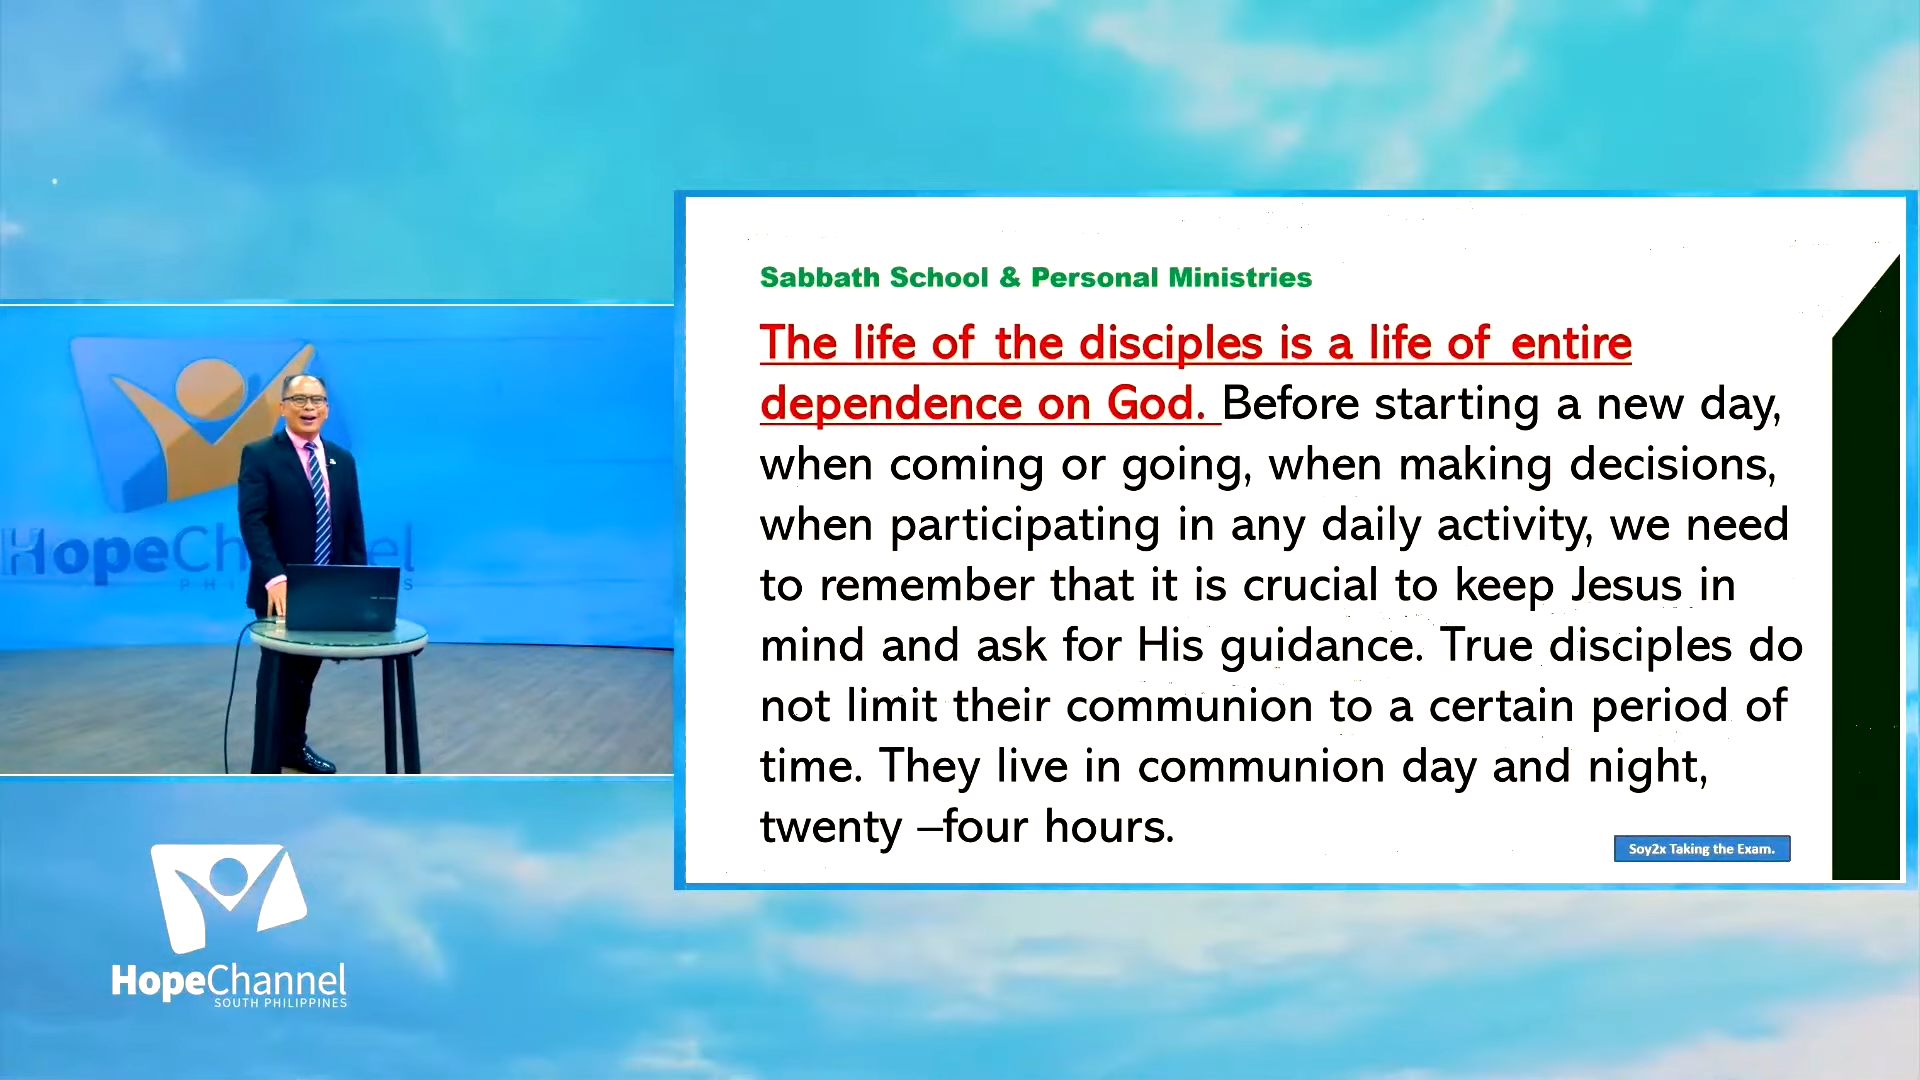 Sabbath School & Personal Ministries
The life of the disciples is a life of entire
dependence on God. Before starting a new day,
when coming or going, when making decisions,
when participating in any daily activity, we need
to remember that it is crucial to keep Jesus in
mind and ask for His guidance. True disciples do
not limit their communion to a certain period of
time. They live in communion day and night,
twenty –four hours.
Soy2x Taking the Exam.
HopeChannel
SOUTH PHILIPPINES